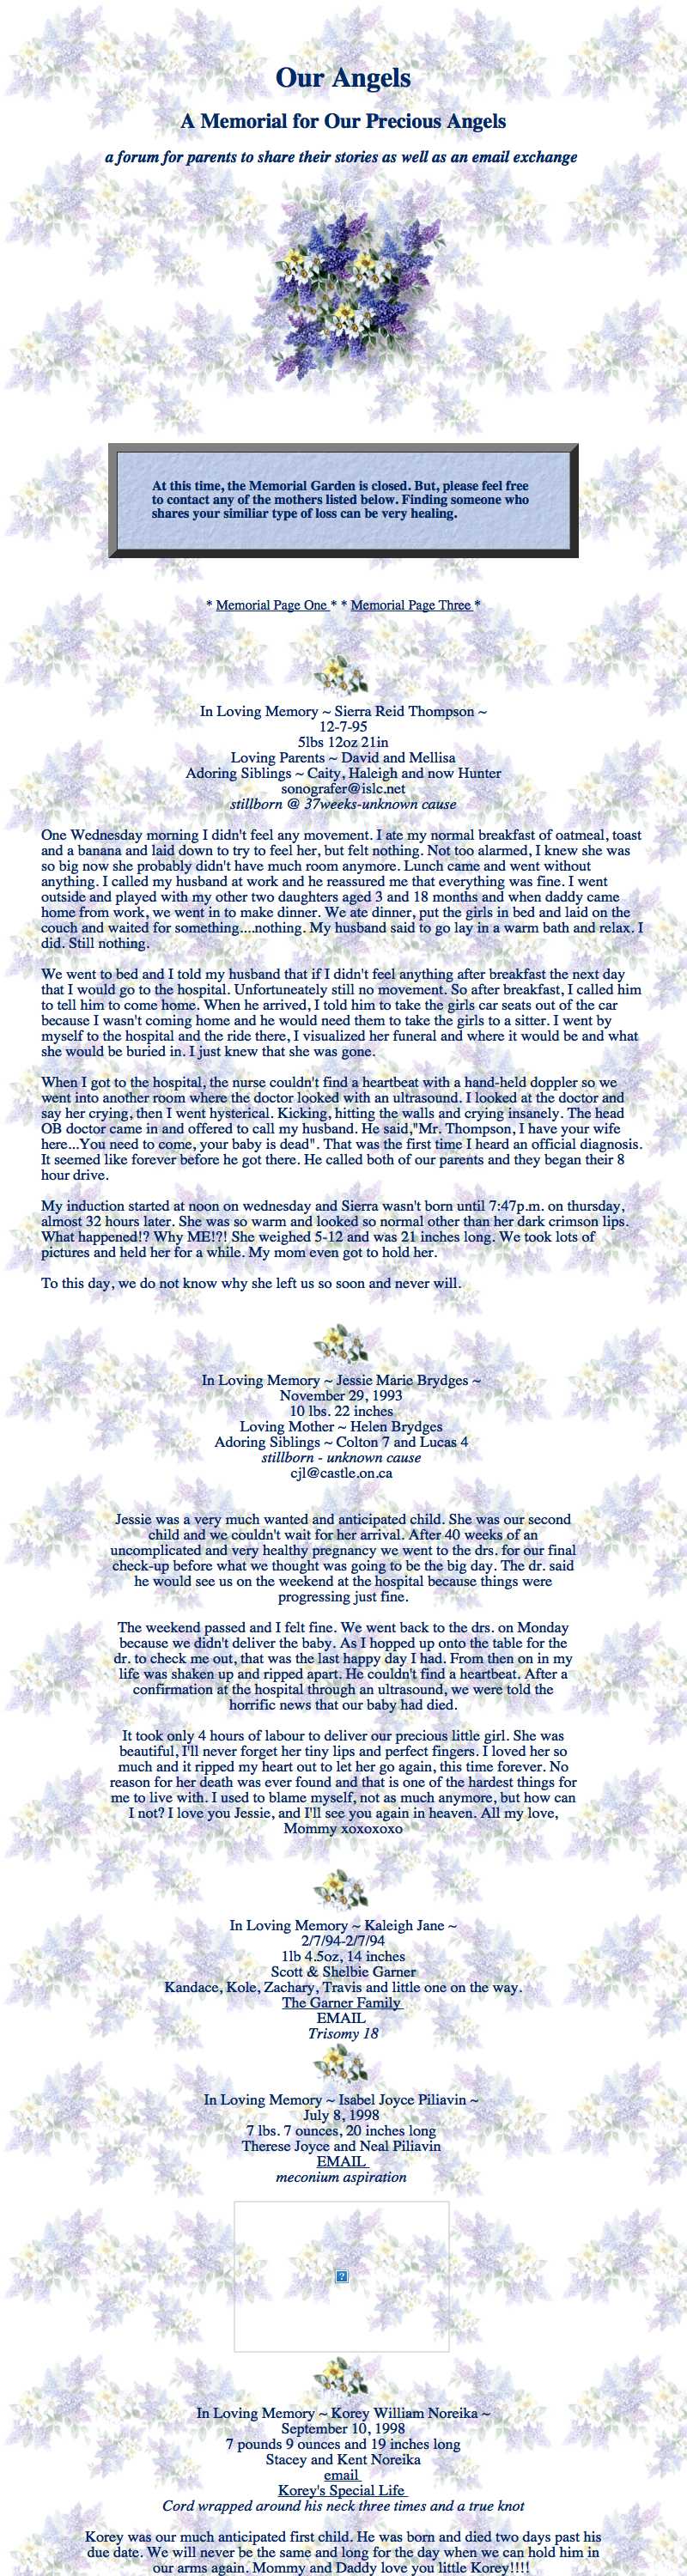 Our Angels
A Memorial for Our Precious Angels
a forum for parents to share their stories as well as an email exchange
At this time, the Memorial Garden is closed. But, please feel free
to contact any of the mothers listed below. Finding someone who
shares your similiar type of loss can be very healing.
* Memorial Page One * * Memorial Page Three *
In Loving Memory ~ Sierra Reid Thompson ~
12-7-95
5lbs 12oz 21in
Loving Parents ~ David and Mellisa
Adoring Siblings ~ Caity, Haleigh and now Hunter
sonografer@islc.net
stillborn @ 37weeks-unknown cause
One Wednesday morning I didn't feel any movement. I ate my normal breakfast of oatmeal, toast
and a banana and laid down to try to feel her, but felt nothing. Not too alarmed, I knew she was
so big now she probably didn't have much room anymore. Lunch came and went without
anything. I called my husband at work and he reassured me that everything was fine. I went
outside and played with my other two daughters aged 3 and 18 months and when daddy came
home from work, we went in to make dinner. We ate dinner, put the girls in bed and laid on the
couch and waited for something....nothing. My husband said to go lay in a warm bath and relax. I
did. Still nothing.
We went to bed and I told my husband that if I didn't feel anything after breakfast the next day
that I would go to the hospital. Unfortuneately still no movement. So after breakfast, I called him
to tell him to come home. When he arrived, I told him to take the girls car seats out of the car
because I wasn't coming home and he would need them to take the girls to a sitter. I went by
myself to the hospital and the ride there, I visualized her funeral and where it would be and what
she would be buried in. I just knew that she was gone.
When I got to the hospital, the nurse couldn't find a heartbeat with a hand-held doppler so we
went into another room where the doctor looked with an ultrasound. I looked at the doctor and
say her crying, then I went hysterical. Kicking, hitting the walls and crying insanely. The head
OB doctor came in and offered to call my husband. He said,"Mr. Thompson, I have your wife
here...You need to come, your baby is dead". That was the first time I heard an official diagnosis.
It seemed like forever before he got there. He called both of our parents and they began their 8
hour drive.
My induction started at noon on wednesday and Sierra wasn't born until 7:47p.m. on thursday,
almost 32 hours later. She was so warm and looked so normal other than her dark crimson lips.
What happened!? Why ME!?! She weighed 5-12 and was 21 inches long. We took lots of
pictures and held her for a while. My mom even got to hold her.
To this day, we do not know why she left us so soon and never will.
In Loving Memory ~ Jessie Marie Brydges ~
November 29, 1993
10 lbs. 22 inches
Loving Mother ~ Helen Brydges
Adoring Siblings ~ Colton 7 and Lucas 4
stillborn - unknown cause
cjl@castle.on.ca
Jessie was a very much wanted and anticipated child. She was our second
child and we couldn't wait for her arrival. After 40 weeks of an
uncomplicated and very healthy pregnancy we went to the drs. for our final
check-up before what we thought was going to be the big day. The dr. said
he would see us on the weekend at the hospital because things were
progressing just fine.
The weekend passed and I felt fine. We went back to the drs. on Monday
because we didn't deliver the baby. As I hopped up onto the table for the
dr. to check me out, that was the last happy day I had. From then on in my
life was shaken up and ripped apart. He couldn't find a heartbeat. After a
confirmation at the hospital through an ultrasound, we were told the
horrific news that our baby had died.
It took only 4 hours of labour to deliver our precious little girl. She was
beautiful, I'll never forget her tiny lips and perfect fingers. I loved her so
much and it ripped my heart out to let her go again, this time forever. No
reason for her death was ever found and that is one of the hardest things for
me to live with. I used to blame myself, not as much anymore, but how can
I not? I love you Jessie, and I'll see you again in heaven. All my love,
Mommy xoxoxoxo
In Loving Memory ~ Kaleigh Jane ~
2/7/94-2/7/94
1lb 4.5oz, 14 inches
Scott & Shelbie Garner
Kandace, Kole, Zachary, Travis and little one on the way.
The Garner Family
EMAIL
Trisomy 18
In Loving Memory ~ Isabel Joyce Piliavin ~
July 8, 1998
7 lbs. 7 ounces, 20 inches long
Therese Joyce and Neal Piliavin
EMAIL
meconium aspiration
In Loving Memory ~ Korey William Noreika ~
September 10, 1998
7 pounds 9 ounces and 19 inches long
Stacey and Kent Noreika
email
Korey's Special Life
Cord wrapped around his neck three times and a true knot
Korey was our much anticipated first child. He was born and died two days past his
due date. We will never be the same and long for the day when we can hold him in
our arms again. Mommy and Daddy love you little Korey!!!!